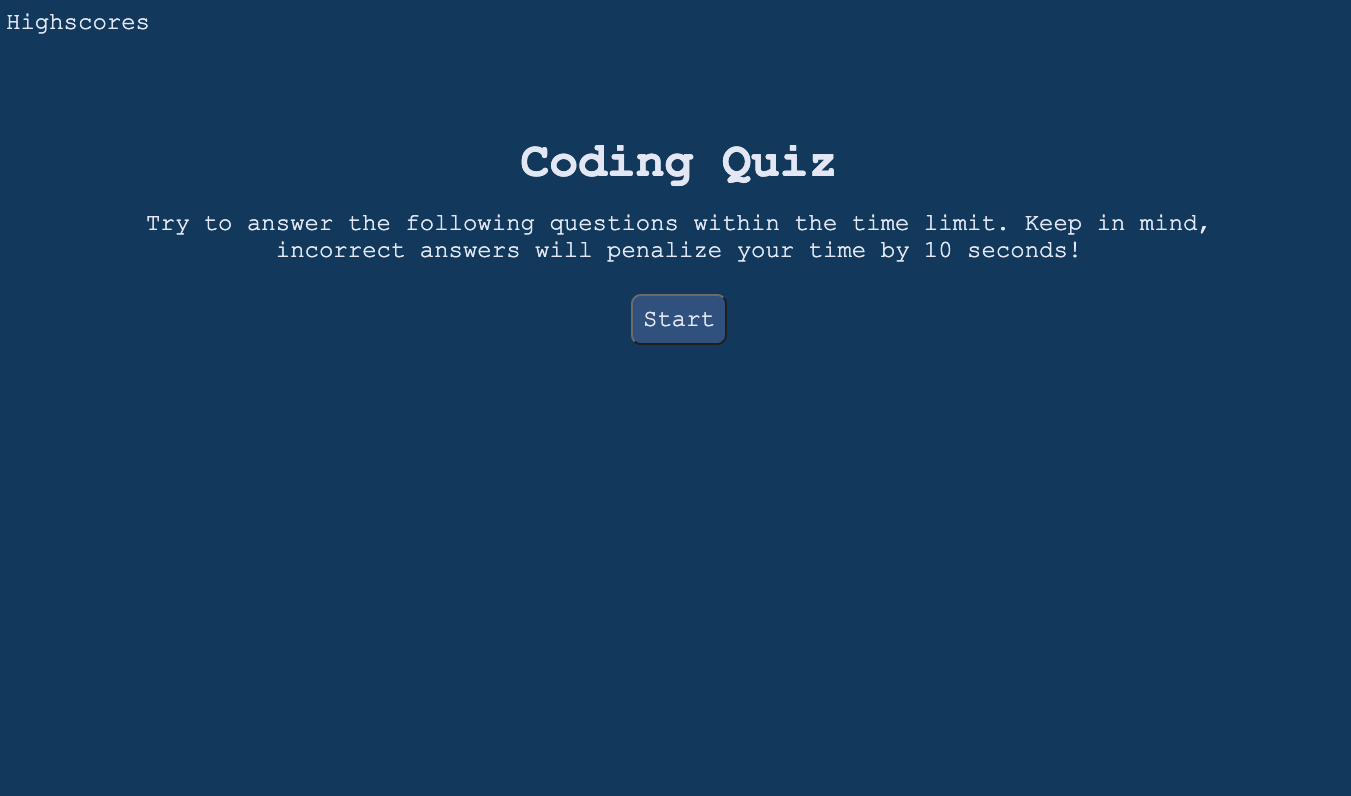 Highscores
Coding Quiz
Try to answer the following questions within the time limit. Keep in mind,
incorrect answers will penalize your time by 10 seconds!
Start